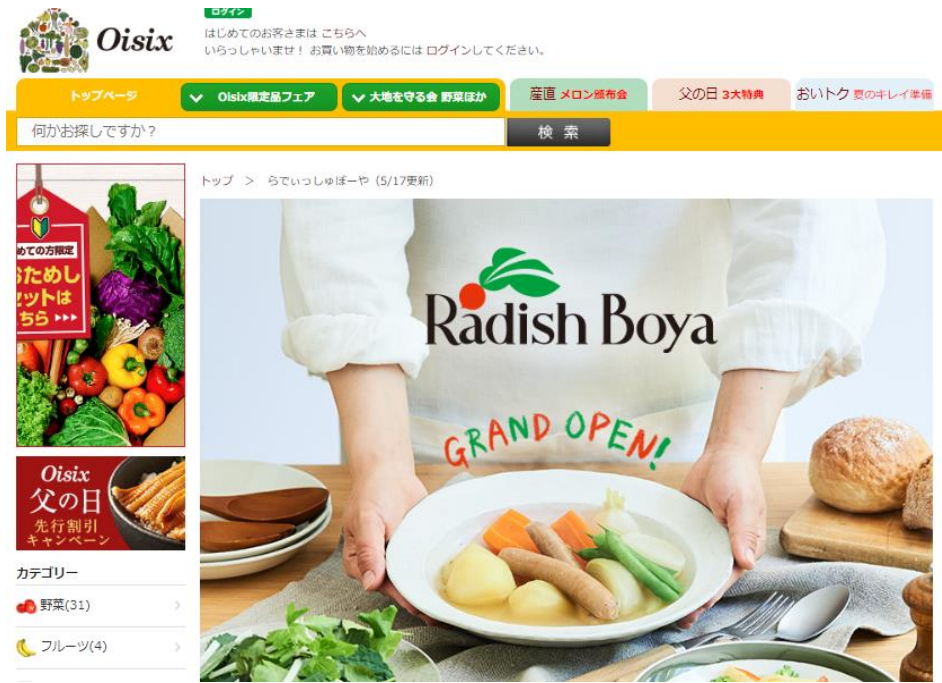 Oisix
ログイン
はじめてのお客さまは こちらへ
いらっしゃいませ！ お買い物を始めるには ログインしてください。
トップページ
Oisix限定品フェア
大地を守る会 野菜ほか
産直 メロン頒布会
父の日 3大特典
おいトク 夏のキレイ準備
何かお探しですか？
検 索
トップ ＞ らでぃっしゅぼーや（5/17更新）
めての方限定
おためし
セットは
ちら
Radish Boya
GRAND OPEN!
Oisix
父の日
先行割引
キャンペーン
カテゴリー
野菜(31)
フルーツ(4)